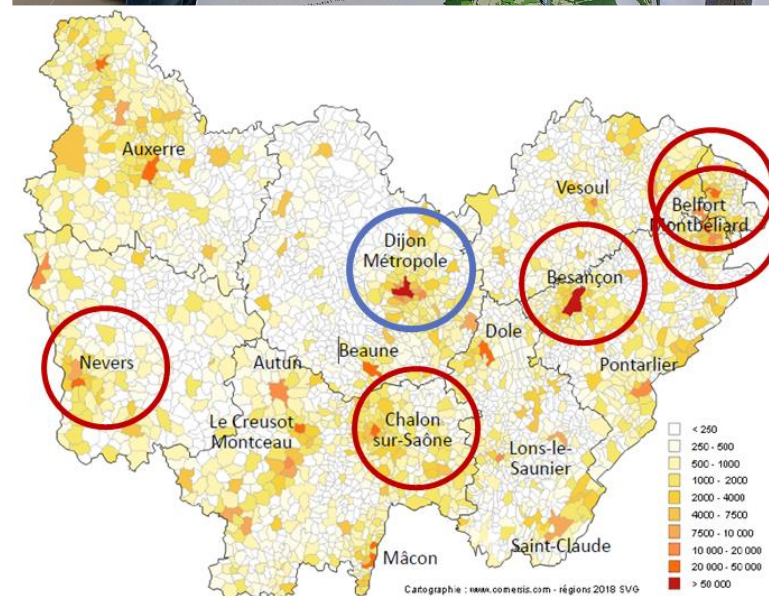 Auxerre
Vesoul
Belfort
Montbéliard
Dijon
Métropole
Besançon
Dole
Beaune
Nevers
Autun
Pontarlier
Le Creusot
Montceau
Chalon
sur-Saône
Lons-le-
Saunier
Saint-Claude
Mâcon
< 250
250 - 500
500 - 1000
1000 - 2000
2000 - 4000
4000 - 7500
7500 - 10 000
10 000 - 20 000
20 000 - 50 000
> 50 000
Cartographie : www.comersis.com - régions 2018 SVG